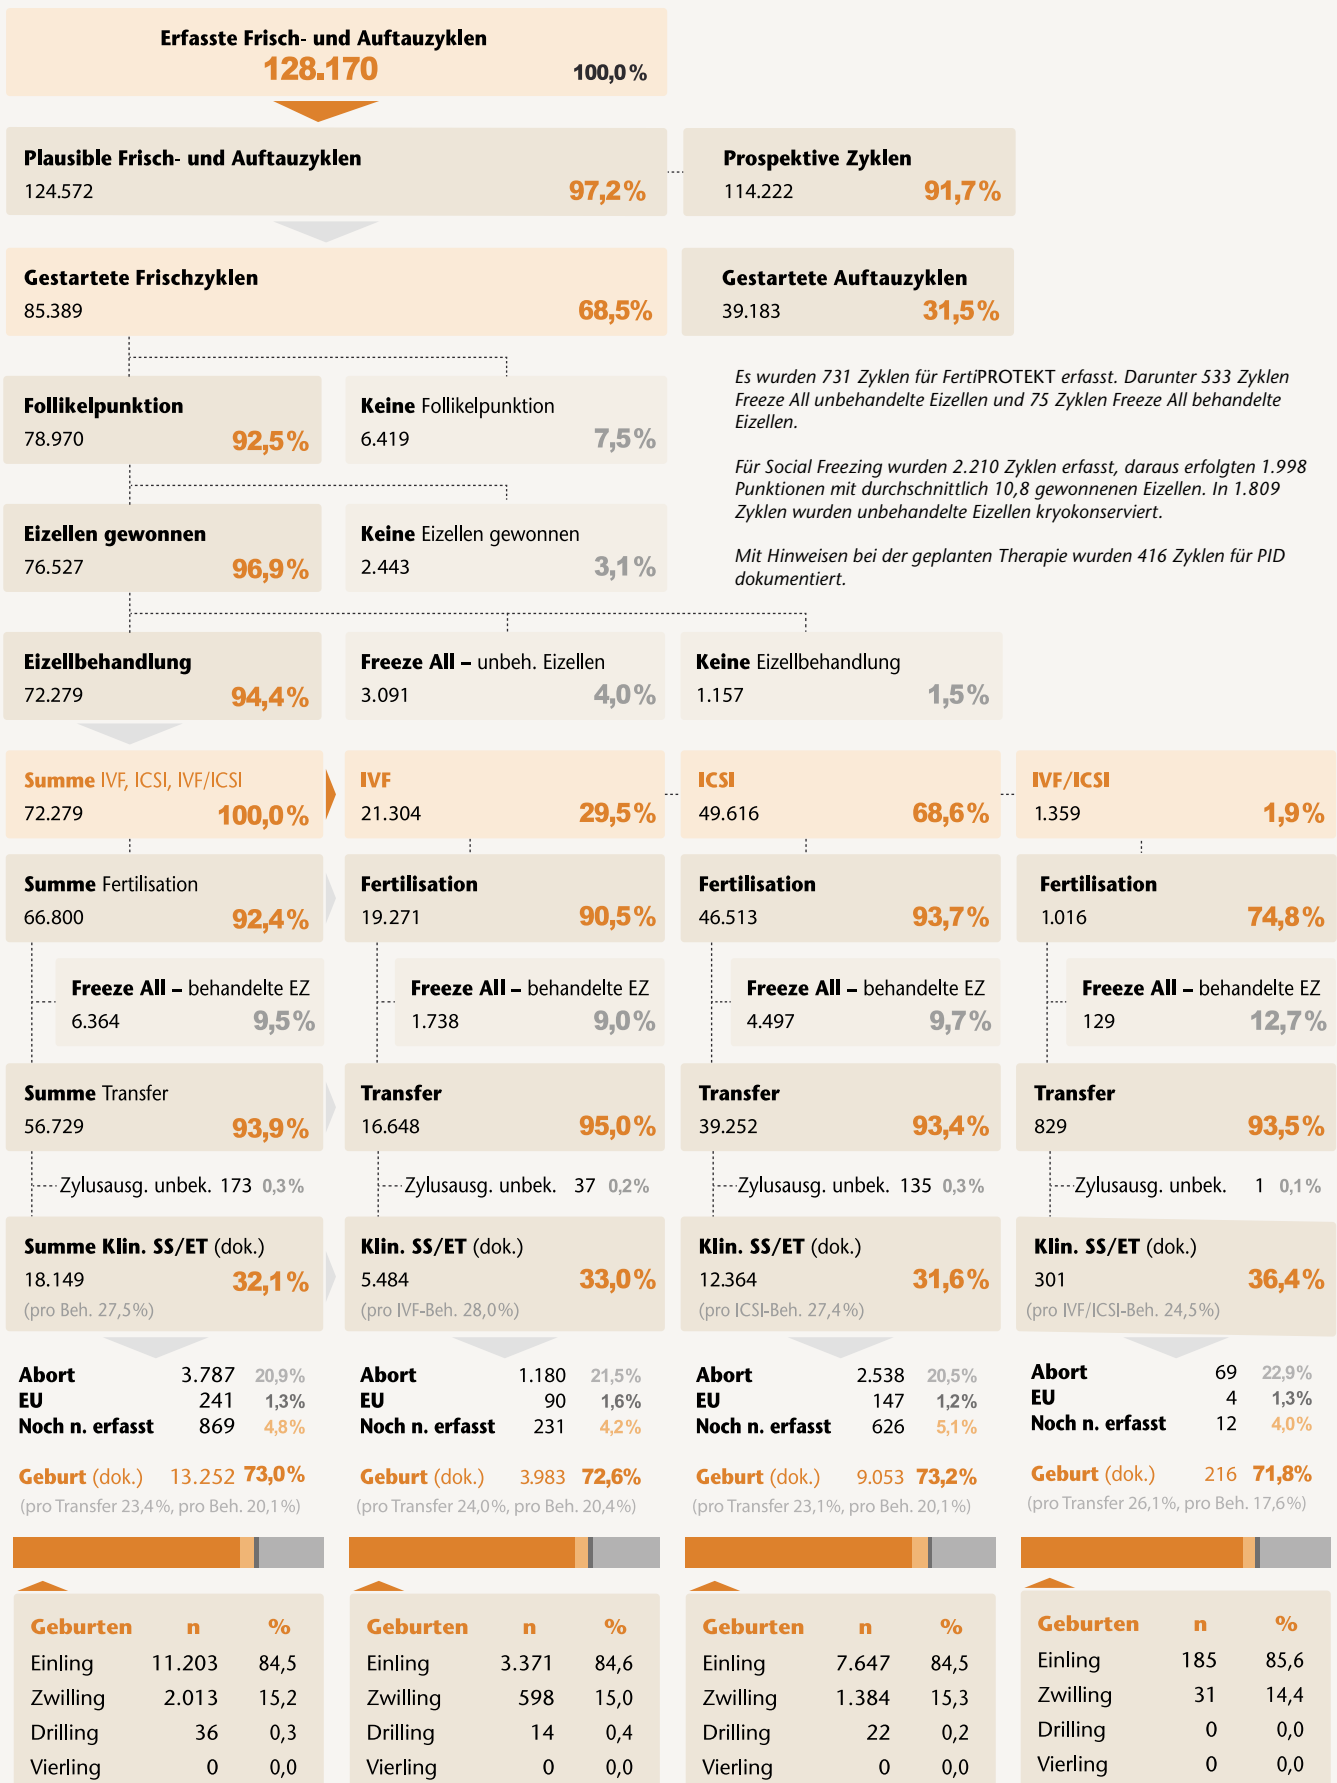 Erfasste Frisch- und Auftauzyklen
128.170 100,0 %
Plausible Frisch- und Auftauzyklen
124.572 97,2 %
Prospektive Zyklen
114.222 91,7 %
Gestartete Frischzyklen
85.389 68,5%
Gestartete Auftauzyklen
39.183 31,5 %
Follikelpunktion
78.970 92,5 %
Keine Follikelpunktion
6.419 7,5 %
Es wurden 731 Zyklen für FertiPROTEKT erfasst. Darunter 533 Zyklen
Freeze All unbehandelte Eizellen und 75 Zyklen Freeze All behandelte
Eizellen.
Für Social Freezing wurden 2.210 Zyklen erfasst, daraus erfolgten 1.998
Punktionen mit durchschnittlich 10,8 gewonnenen Eizellen. In 1.809
Zyklen wurden unbehandelte Eizellen kryokonserviert.
Mit Hinweisen bei der geplanten Therapie wurden 416 Zyklen für PID
dokumentiert.
Eizellen gewonnen
76.527 96,9 %
Keine Eizellen gewonnen
2.443 3,1 %
Eizellbehandlung
72.279 94,4 %
Freeze All – unbeh. Eizellen
3.091 4,0 %
Keine Eizellbehandlung
1.157 1,5 %
Summe IVF, ICSI, IVF/ICSI
72.279 100,0 %
IVF
21.304 29,5 %
ICSI
49.616 68,6 %
IVF/ICSI
1.359 1,9 %
Summe Fertilisation
66.800 92,4 %
Fertilisation
19.271 90,5 %
Fertilisation
46.513 93,7 %
Fertilisation
1.016 74,8 %
Freeze All – behandelte EZ
6.364 9,5 %
Freeze All – behandelte EZ
1.738 9,0 %
Freeze All – behandelte EZ
4.497 9,7 %
Freeze All – behandelte EZ
129 12,7 %
Summe Transfer
56.729 93,9 %
Transfer
16.648 95,0 %
Transfer
39.252 93,4 %
Transfer
829 93,5 %
Zylusausg. unbek. 173 0,3 %
Zylusausg. unbek. 37 0,2 %
Zylusausg. unbek. 135 0,3 %
Zylusausg. unbek. 1 0,1 %
Summe Klin. SS/ET (dok.)
18.149 32,1 %
(pro Beh. 27,5%)
Klin. SS/ET (dok.)
5.484 33,0 %
(pro IVF-Beh. 28,0%)
Klin. SS/ET (dok.)
12.364 31,6 %
(pro ICSI-Beh. 27,4%)
Klin. SS/ET (dok.)
301 36,4 %
(pro IVF/ICSI-Beh. 24,5%)
Abort 3.787 20,9%
EU 241 1,3%
Noch n. erfasst 869 4,8%
Geburt (dok.) 13.252 73,0%
(pro Transfer 23,4%, pro Beh. 20,1%)
Abort 1.180 21,5%
EU 90 1,6%
Noch n. erfasst 231 4,2%
Geburt (dok.) 3.983 72,6%
(pro Transfer 24,0%, pro Beh. 20,4%)
Abort 2.538 20,5%
EU 147 1,2%
Noch n. erfasst 626 5,1%
Geburt (dok.) 9.053 73,2%
(pro Transfer 23,1%, pro Beh. 20,1%)
Abort 69 22,9%
EU 4 1,3%
Noch n. erfasst 12 4,0%
Geburt (dok.) 216 71,8%
(pro Transfer 26,1%, pro Beh. 17,6%)
Geburten n %
Einling 11.203 84,5
Zwilling 2.013 15,2
Drilling 36 0,3
Vierling 0 0,0
Geburten n %
Einling 3.371 84,6
Zwilling 598 15,0
Drilling 14 0,4
Vierling 0 0,0
Geburten n %
Einling 7.647 84,5
Zwilling 1.384 15,3
Drilling 22 0,2
Vierling 0 0,0
Geburten n %
Einling 185 85,6
Zwilling 31 14,4
Drilling 0 0,0
Vierling 0 0,0